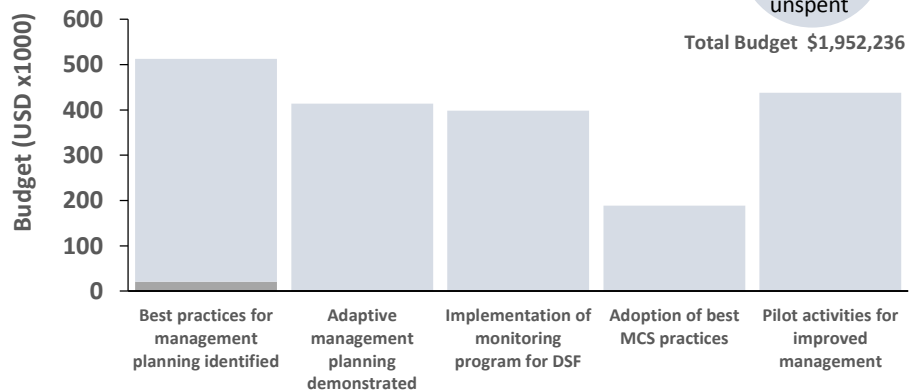 unspent
Total Budget $1,952,236
Budget (USD x1000)
600
500
400
300
200
100
0
Best practices for
management
planning identified
Adaptive
management
planning
demonstrated
Implementation of
monitoring
program for DSF
Adoption of best
MCS practices
Pilot activities for
improved
management